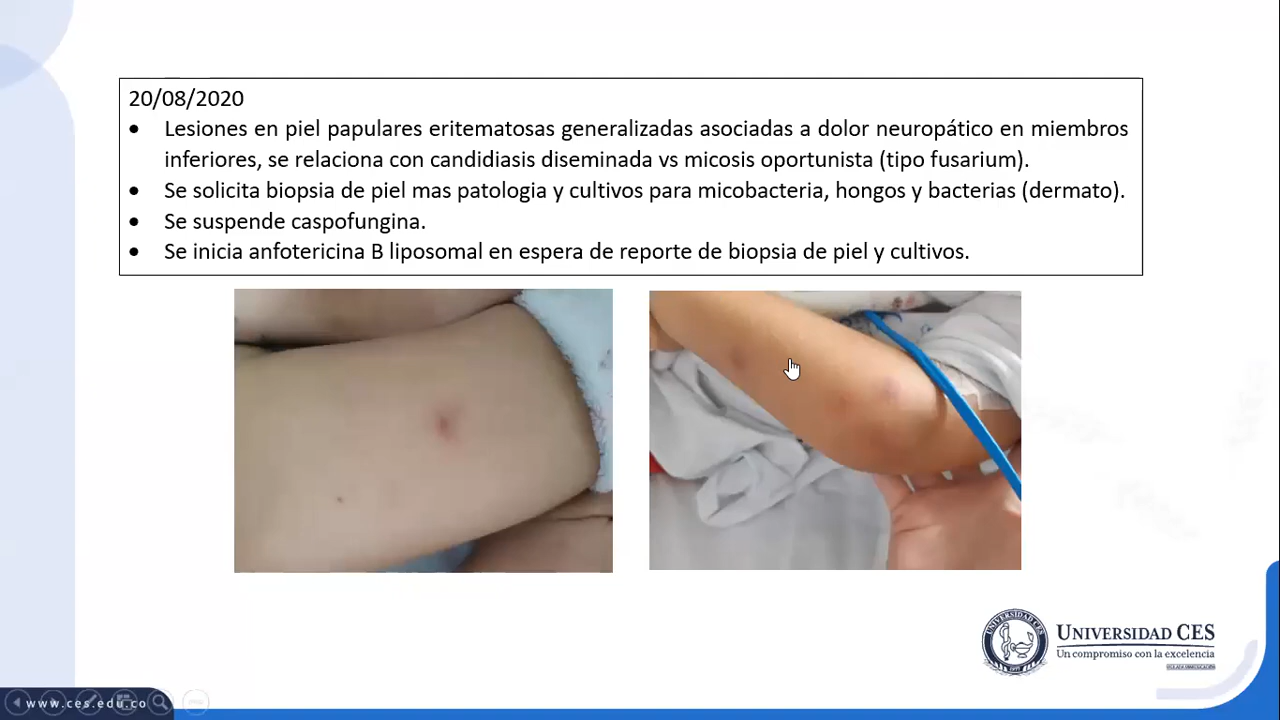 20/08/2020
• Lesiones en piel papulares eritematosas generalizadas asociadas a dolor neuropático en miembros
inferiores, se relaciona con candidiasis diseminada vs micosis oportunista (tipo fusarium).
• Se solicita biopsia de piel mas patologia y cultivos para micobacteria, hongos y bacterias (dermato).
• Se suspende caspofungina.
• Se inicia anfotericina B liposomal en espera de reporte de biopsia de piel y cultivos.
UNIVERSIDAD CES
Un compromiso con la excelencia
www.ces.edu.co